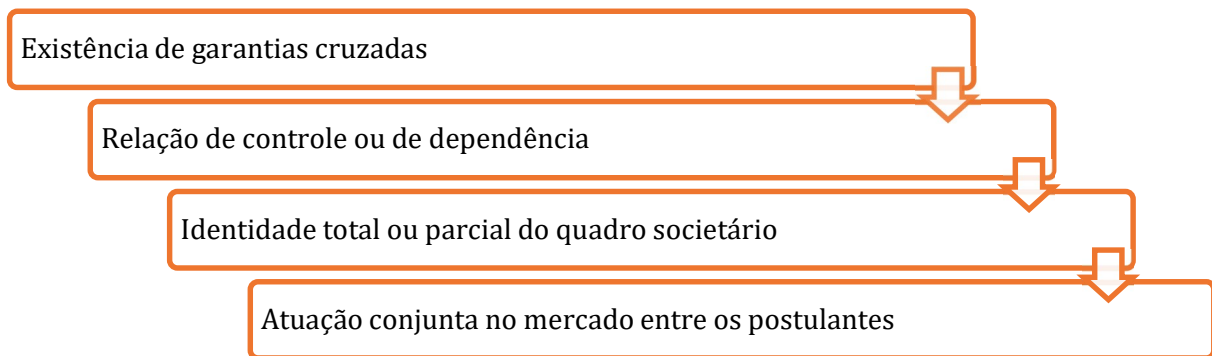 Existência de garantias cruzadas
Relação de controle ou de dependência
Identidade total ou parcial do quadro societário
Atuação conjunta no mercado entre os postulantes